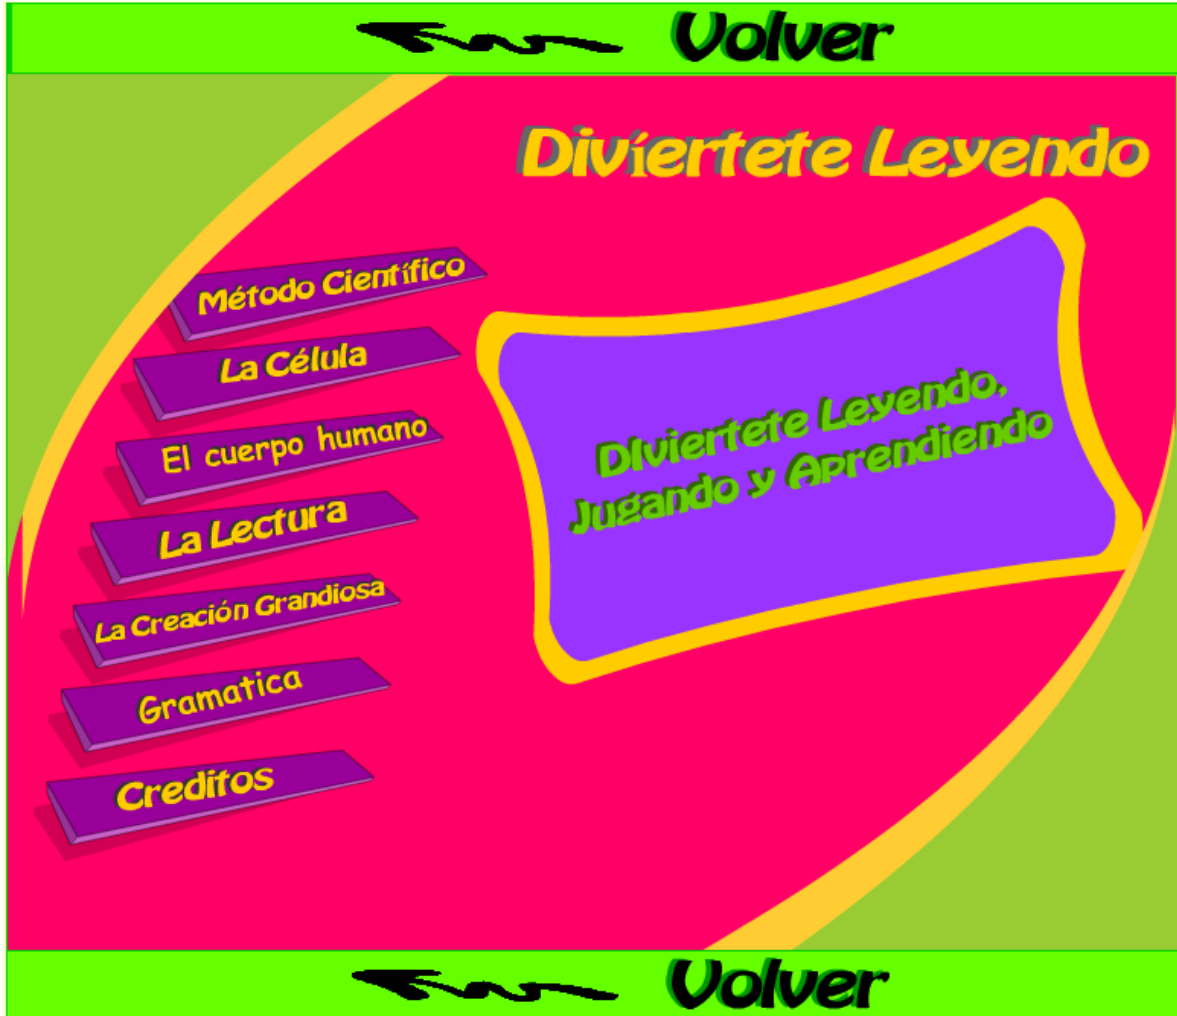 Volver
Divíertete Leyendo
Método Científico
La Célula
El cuerpo humano
La Lectura
La Creación Grandiosa
Gramatica
Creditos
DIviertete Leyendo,
Jugando y Aprendiendo
Volver